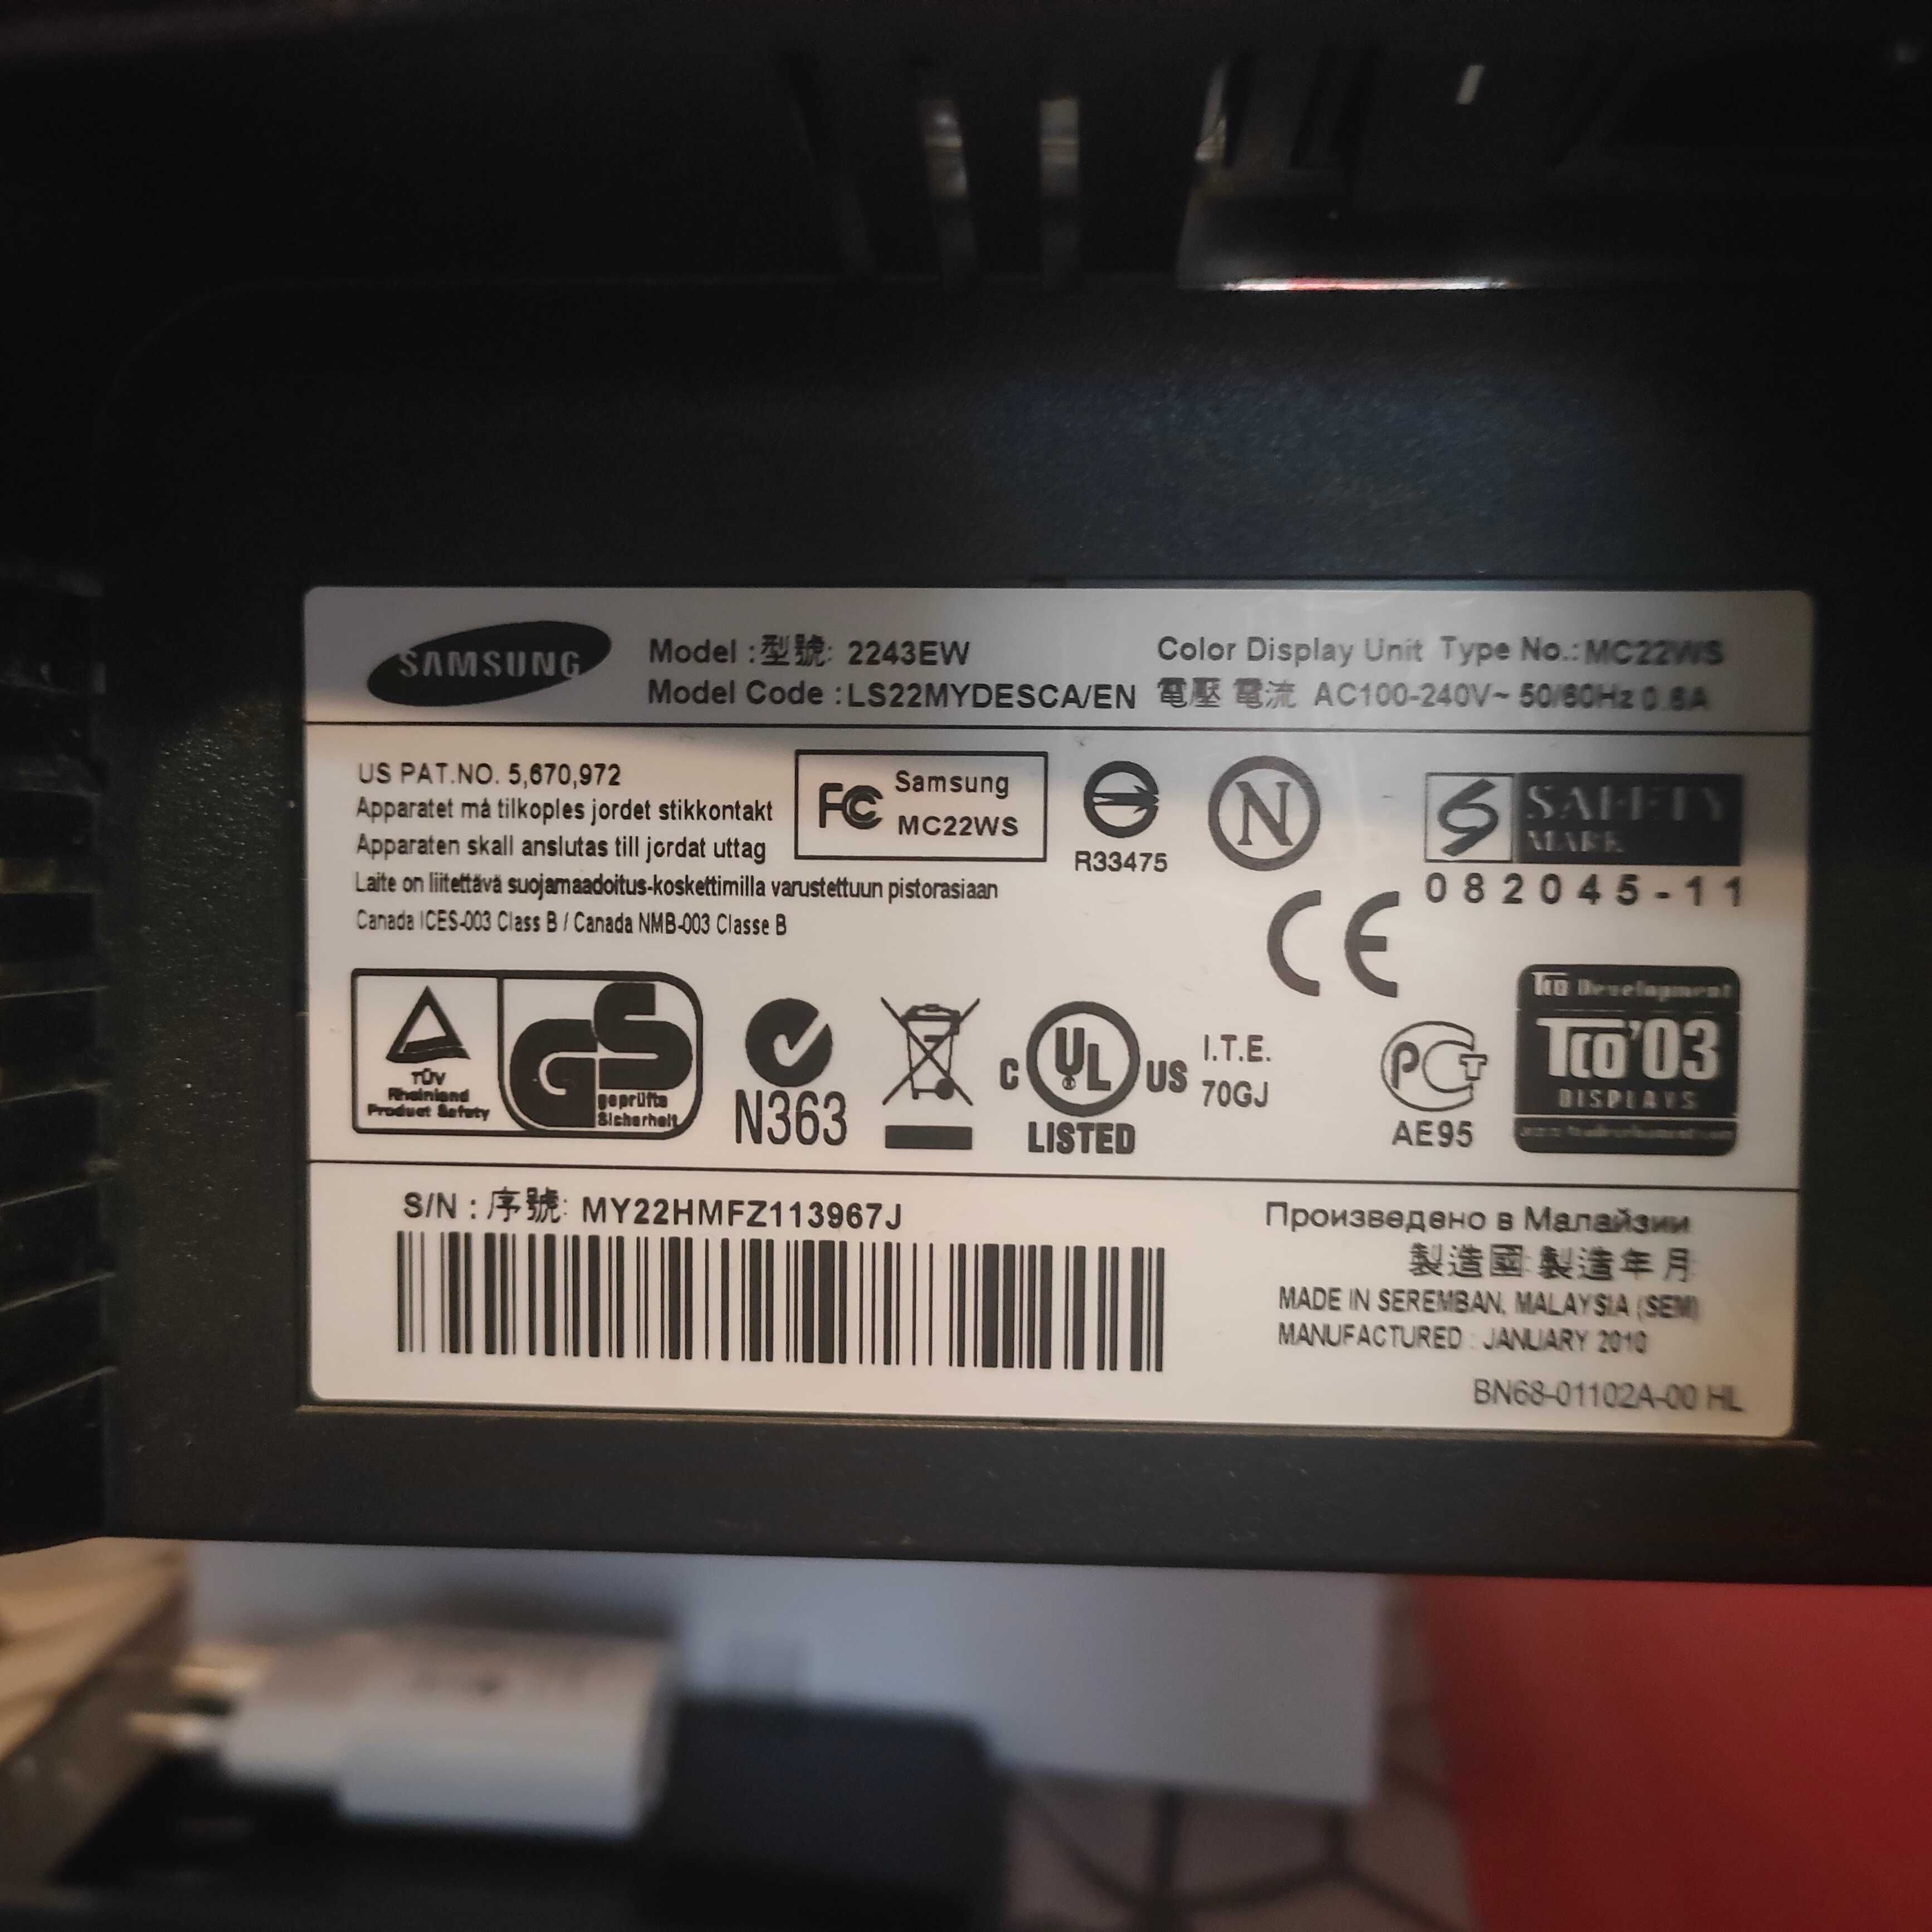 SAMSUNG
Model :型號: 2243EW
Model Code :LS22MYDESCA/EN
Color Display Unit Type No.:MC22WS
電壓 電流 AC100-240V~ 50/60Hz 0.6A
US PAT.NO. 5,670,972
Apparatet må tilkoples jordet stikkontakt
Apparaten skall anslutas till jordat uttag
Laite on liitettävä suojamaadoitus-koskettimilla varustettuun pistorasiaan
Canada ICES-003 Class B / Canada NMB-003 Classe B
FC Samsung
MC22WS
R33475
N
SAFETY
MARK
082045-11
CE
TÜV
Rheinland
Product Safety
GS
geprüfte
Sicherheit
N363
C UL US
LISTED
I.T.E.
70GJ
PCT
AE95
TCO Development
TCO'03
DISPLAYS
S/N : 序號: MY22HMFZ113967J
Произведено в Малайзии
製造國: 製造年月
MADE IN SEREMBAN, MALAYSIA (SEM)
MANUFACTURED : JANUARY 2010
BN68-01102A-00 HL